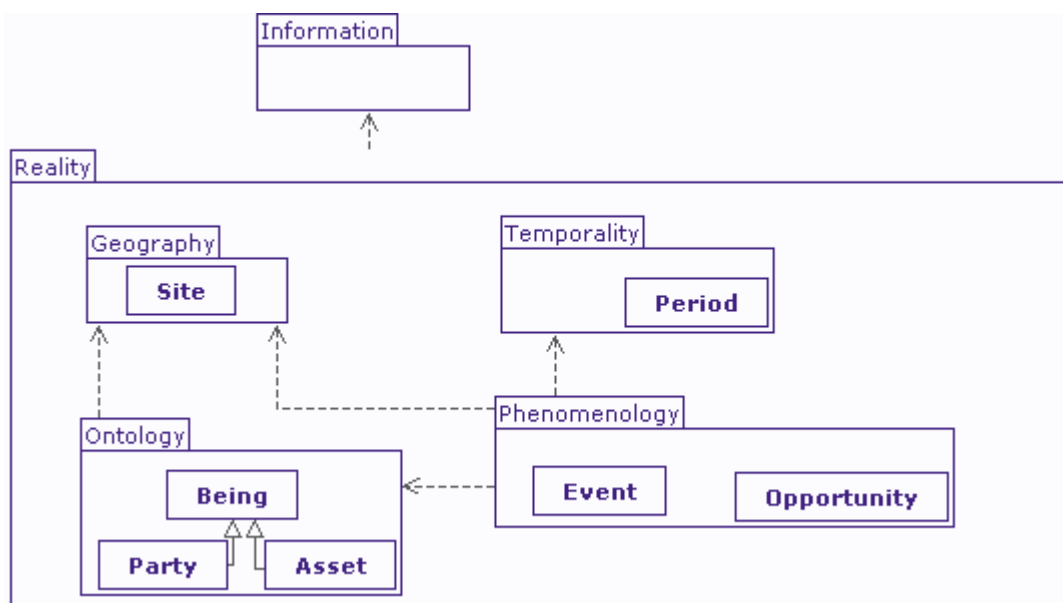 Information
Reality
Geography
Site
Temporality
Period
Ontology
Being
Party
Asset
Phenomenology
Event
Opportunity